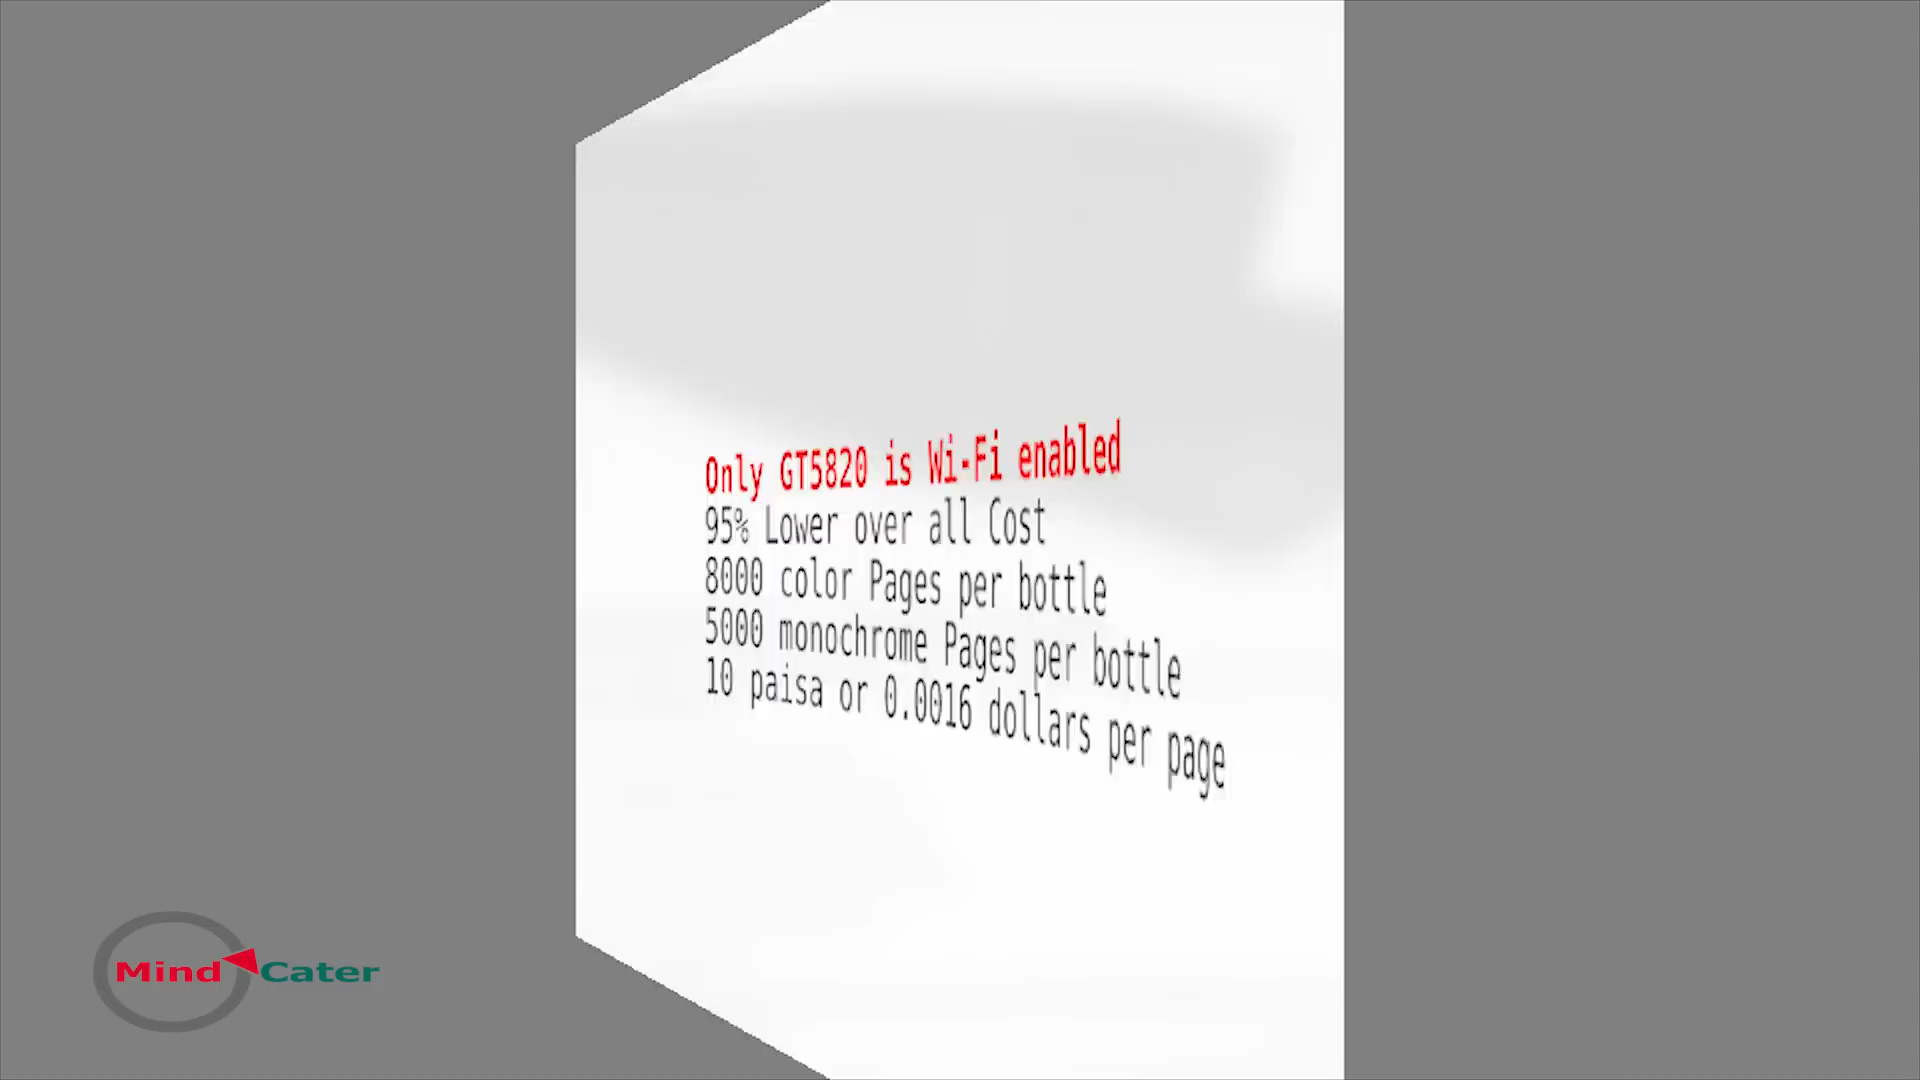 Only GT5820 is Wi-Fi enabled
95% Lower over all Cost
8000 color Pages per bottle
5000 monochrome Pages per bottle
10 paisa or 0.0016 dollars per page
Mind Cater